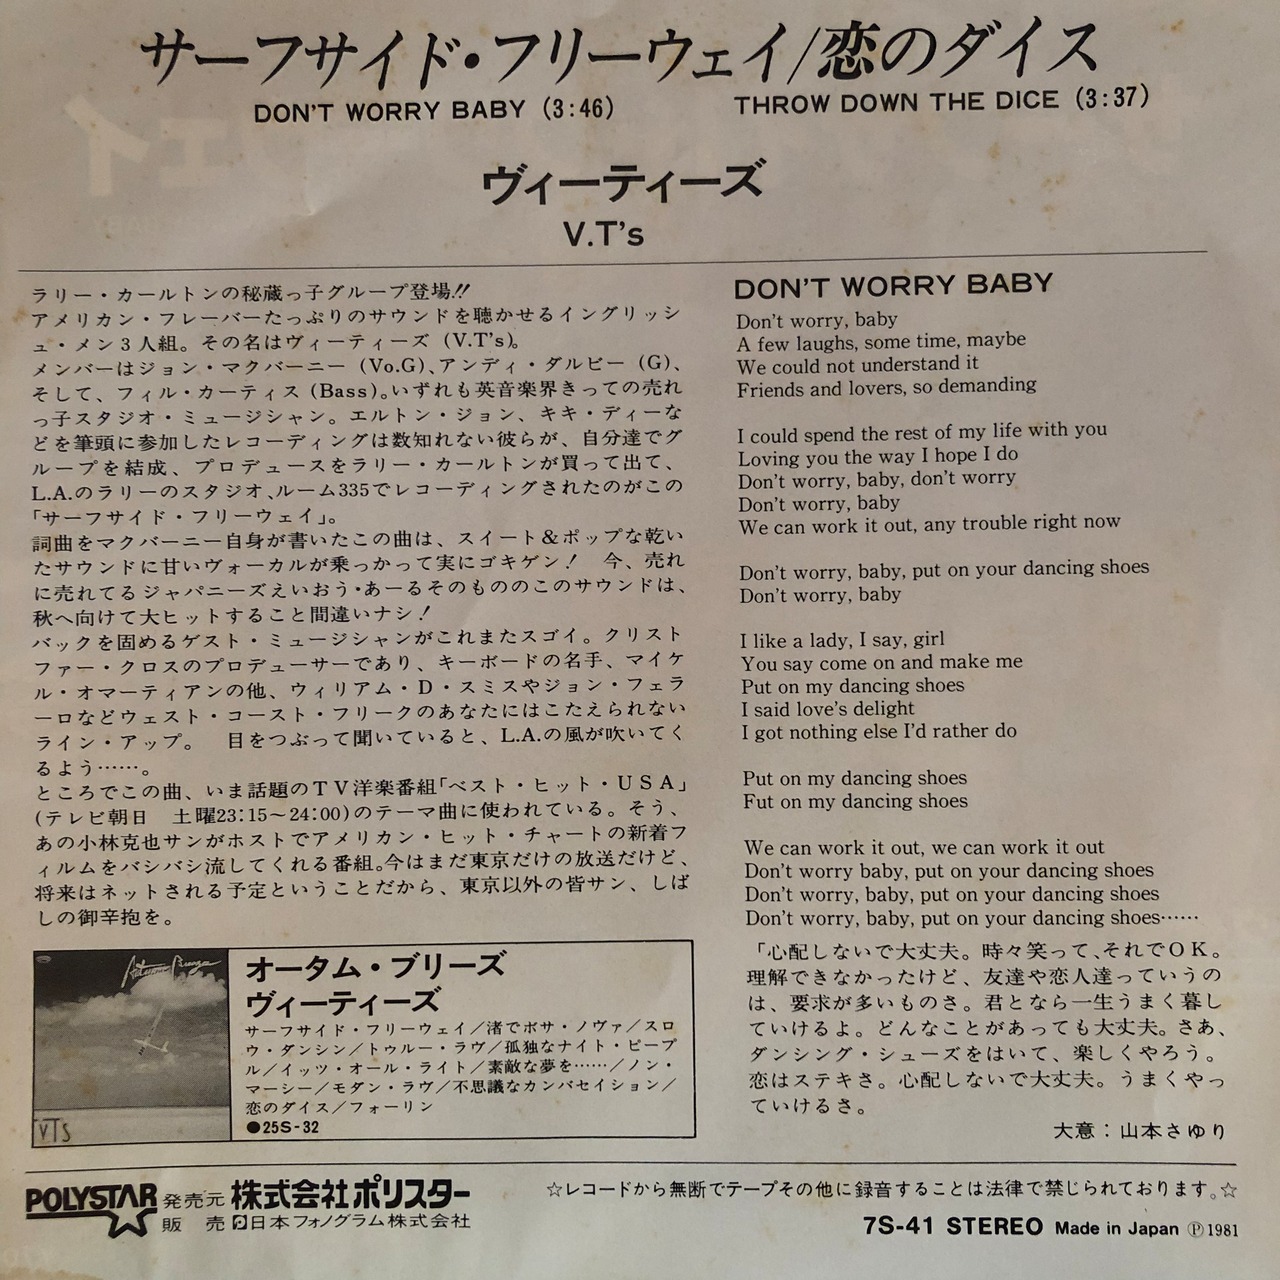 サーフサイド・フリーウェイ/恋のダイス
DON'T WORRY BABY (3:46) THROW DOWN THE DICE (3:37)
ヴィーティーズ
V.T's
ラリー・カールトンの秘蔵っ子グループ登場!!
アメリカン・フレーバーたっぷりのサウンドを聴かせるイングリッシ
ュ・メン3人組。その名はヴィーティーズ (V.T's)。
メンバーはジョン・マクバーニー (Vo.G)、アンディ・ダルビー (G)、
そして、フィル・カーティス (Bass)。いずれも英音楽界きっての売れ
っ子スタジオ・ミュージシャン。エルトン・ジョン、キキ・ディーな
どを筆頭に参加したレコーディングは数知れない彼らが、自分達でグ
ループを結成、プロデュースをラリー・カールトンが買って出て、
L.A.のラリーのスタジオ、ルーム335でレコーディングされたのがこの
「サーフサイド・フリーウェイ」。
詞曲をマクバーニー自身が書いたこの曲は、スイート&ポップな乾い
たサウンドに甘いヴォーカルが乗っかって実にゴキゲン! 今、売れ
に売れてるジャパニーズえいおう・あーるそのもののこのサウンドは、
秋へ向けて大ヒットすること間違いナシ!
バックを固めるゲスト・ミュージシャンがこれまたスゴイ。クリスト
ファー・クロスのプロデューサーであり、キーボードの名手、マイケ
ル・オマーティアンの他、ウィリアム・D・スミスやジョン・フェラ
ーロなどウェスト・コースト・フリークのあなたにはこたえられない
ライン・アップ。 目をつぶって聞いていると、L.A.の風が吹いてく
るよう……。
ところでこの曲、いま話題のTV洋楽番組「ベスト・ヒット・USA」
(テレビ朝日 土曜23:15~24:00)のテーマ曲に使われている。そう、
あの小林克也サンがホストでアメリカン・ヒット・チャートの新着フ
ィルムをバシバシ流してくれる番組。今はまだ東京だけの放送だけど、
将来はネットされる予定ということだから、東京以外の皆サン、しば
しの御辛抱を。
Autumn Breeze
VTs
オータム・ブリーズ
ヴィーティーズ
サーフサイド・フリーウェイ/渚でボサ・ノヴァ/スロ
ウ・ダンシン/トゥルー・ラヴ/孤独なナイト・ピープ
ル/イッツ・オール・ライト/素敵な夢を……/ノン・
マーシー/モダン・ラヴ/不思議なカンバセイション/
恋のダイス/フォーリン
●25S-32
DON'T WORRY BABY
Don't worry, baby
A few laughs, some time, maybe
We could not understand it
Friends and lovers, so demanding
I could spend the rest of my life with you
Loving you the way I hope I do
Don't worry, baby, don't worry
Don't worry, baby
We can work it out, any trouble right now
Don't worry, baby, put on your dancing shoes
Don't worry, baby
I like a lady, I say, girl
You say come on and make me
Put on my dancing shoes
I said love's delight
I got nothing else I'd rather do
Put on my dancing shoes
Fut on my dancing shoes
We can work it out, we can work it out
Don't worry baby, put on your dancing shoes
Don't worry, baby, put on your dancing shoes
Don't worry, baby, put on your dancing shoes……
「心配しないで大丈夫。時々笑って、それでOK。
理解できなかったけど、友達や恋人達っていうの
は、要求が多いものさ。君となら一生うまく暮し
ていけるよ。どんなことがあっても大丈夫。さあ、
ダンシング・シューズをはいて、楽しくやろう。
恋はステキさ。心配しないで大丈夫。うまくやっ
ていけるさ。
大意:山本さゆり
POLYSTAR 発売元 株式会社ポリスター
販 売 日本フォノグラム株式会社
☆レコードから無断でテープその他に録音することは法律で禁じられております。☆
7S-41 STEREO Made in Japan Ⓟ1981